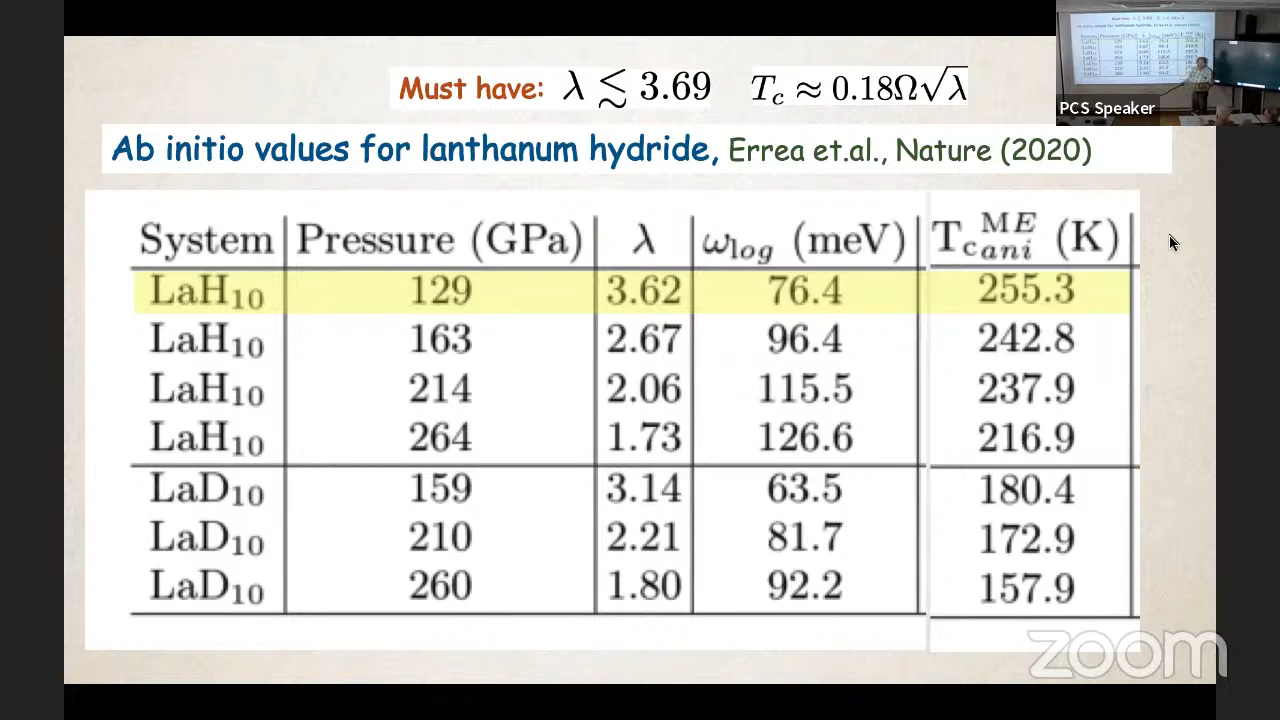 Must have: λ ≲ 3.69 T_c ≈ 0.18Ω√λ
PCS Speaker
Ab initio values for lanthanum hydride, Errea et.al., Nature (2020)
System Pressure (GPa) λ ω_log (meV) T_c^ME_ani (K)
LaH₁₀ 129 3.62 76.4 255.3
LaH₁₀ 163 2.67 96.4 242.8
LaH₁₀ 214 2.06 115.5 237.9
LaH₁₀ 264 1.73 126.6 216.9
LaD₁₀ 159 3.14 63.5 180.4
LaD₁₀ 210 2.21 81.7 172.9
LaD₁₀ 260 1.80 92.2 157.9
zoom